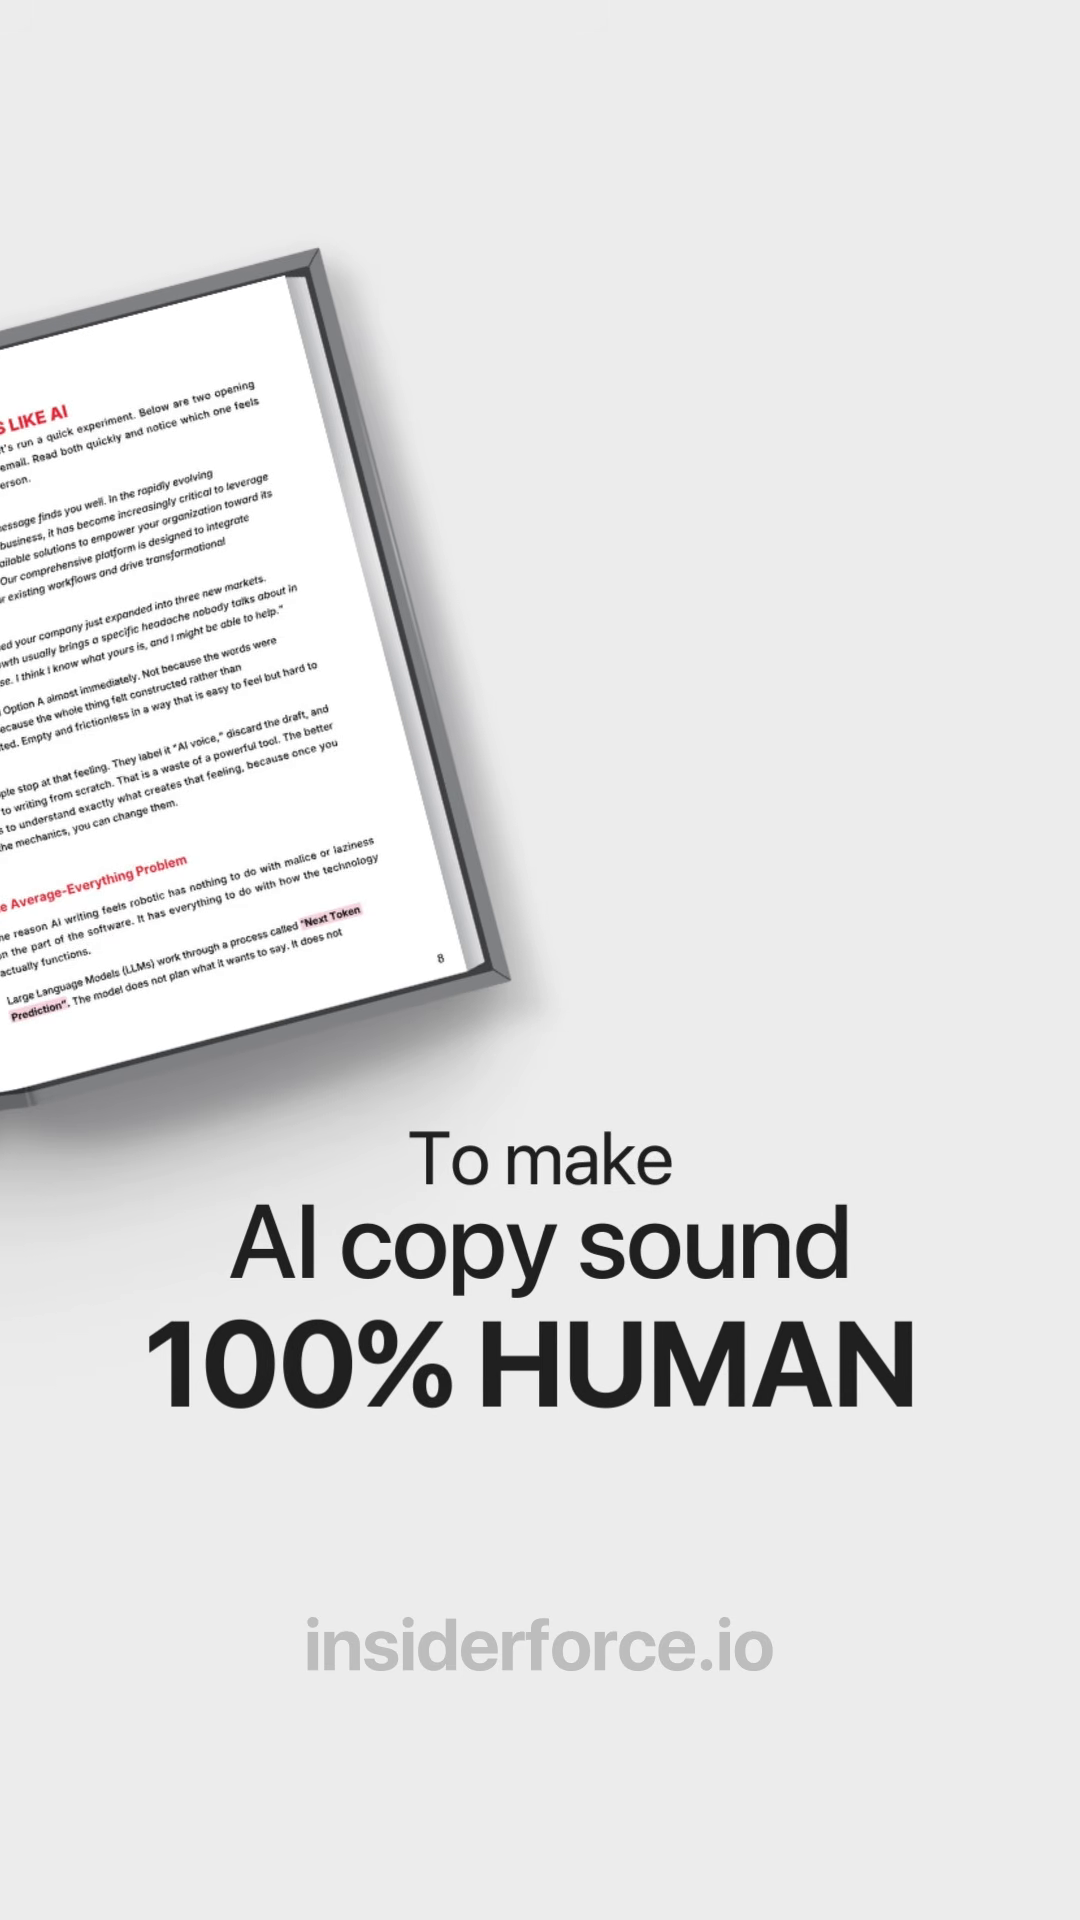 S LIKE AI
t's run a quick experiment. Below are two opening
email. Read both quickly and notice which one feels
erson.
essage finds you well. In the rapidly evolving
business, it has become increasingly critical to leverage
ailable solutions to empower your organization toward its
Our comprehensive platform is designed to integrate
r existing workflows and drive transformational
ed your company just expanded into three new markets.
wth usually brings a specific headache nobody talks about in
se. I think I know what yours is, and I might be able to help."
Option A almost immediately. Not because the words were
ecause the whole thing felt constructed rather than
ted. Empty and frictionless in a way that is easy to feel but hard to
ple stop at that feeling. They label it "AI voice," discard the draft, and
to writing from scratch. That is a waste of a powerful tool. The better
s to understand exactly what creates that feeling, because once you
he mechanics, you can change them.
e Average-Everything Problem
he reason AI writing feels robotic has nothing to do with malice or laziness
n the part of the software. It has everything to do with how the technology
actually functions.
Large Language Models (LLMs) work through a process called "Next Token
Prediction". The model does not plan what it wants to say. It does not
8
To make
AI copy sound
100% HUMAN
insiderforce.io